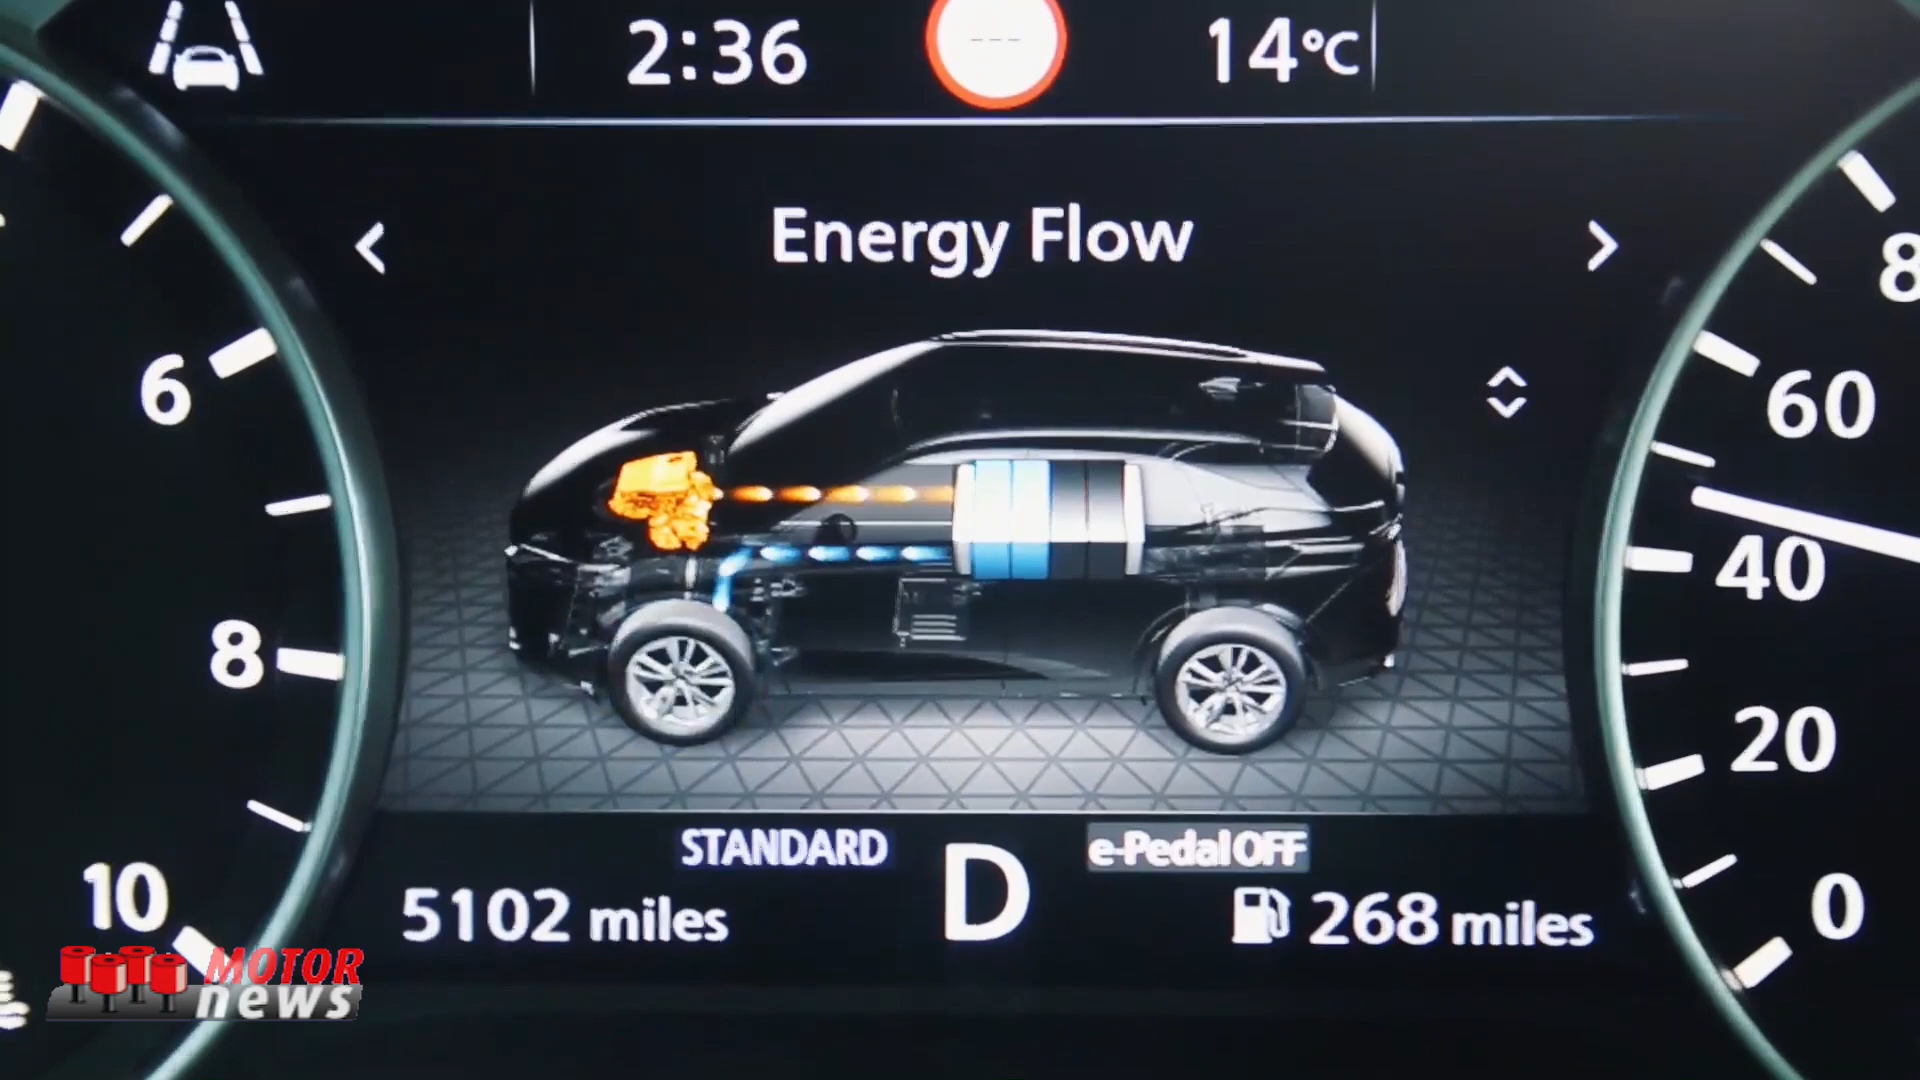 2:36
---
14°C
Energy Flow
6
8
10
8
60
40
20
0
STANDARD
D
e-Pedal OFF
5102 miles
268 miles
MOTOR
news